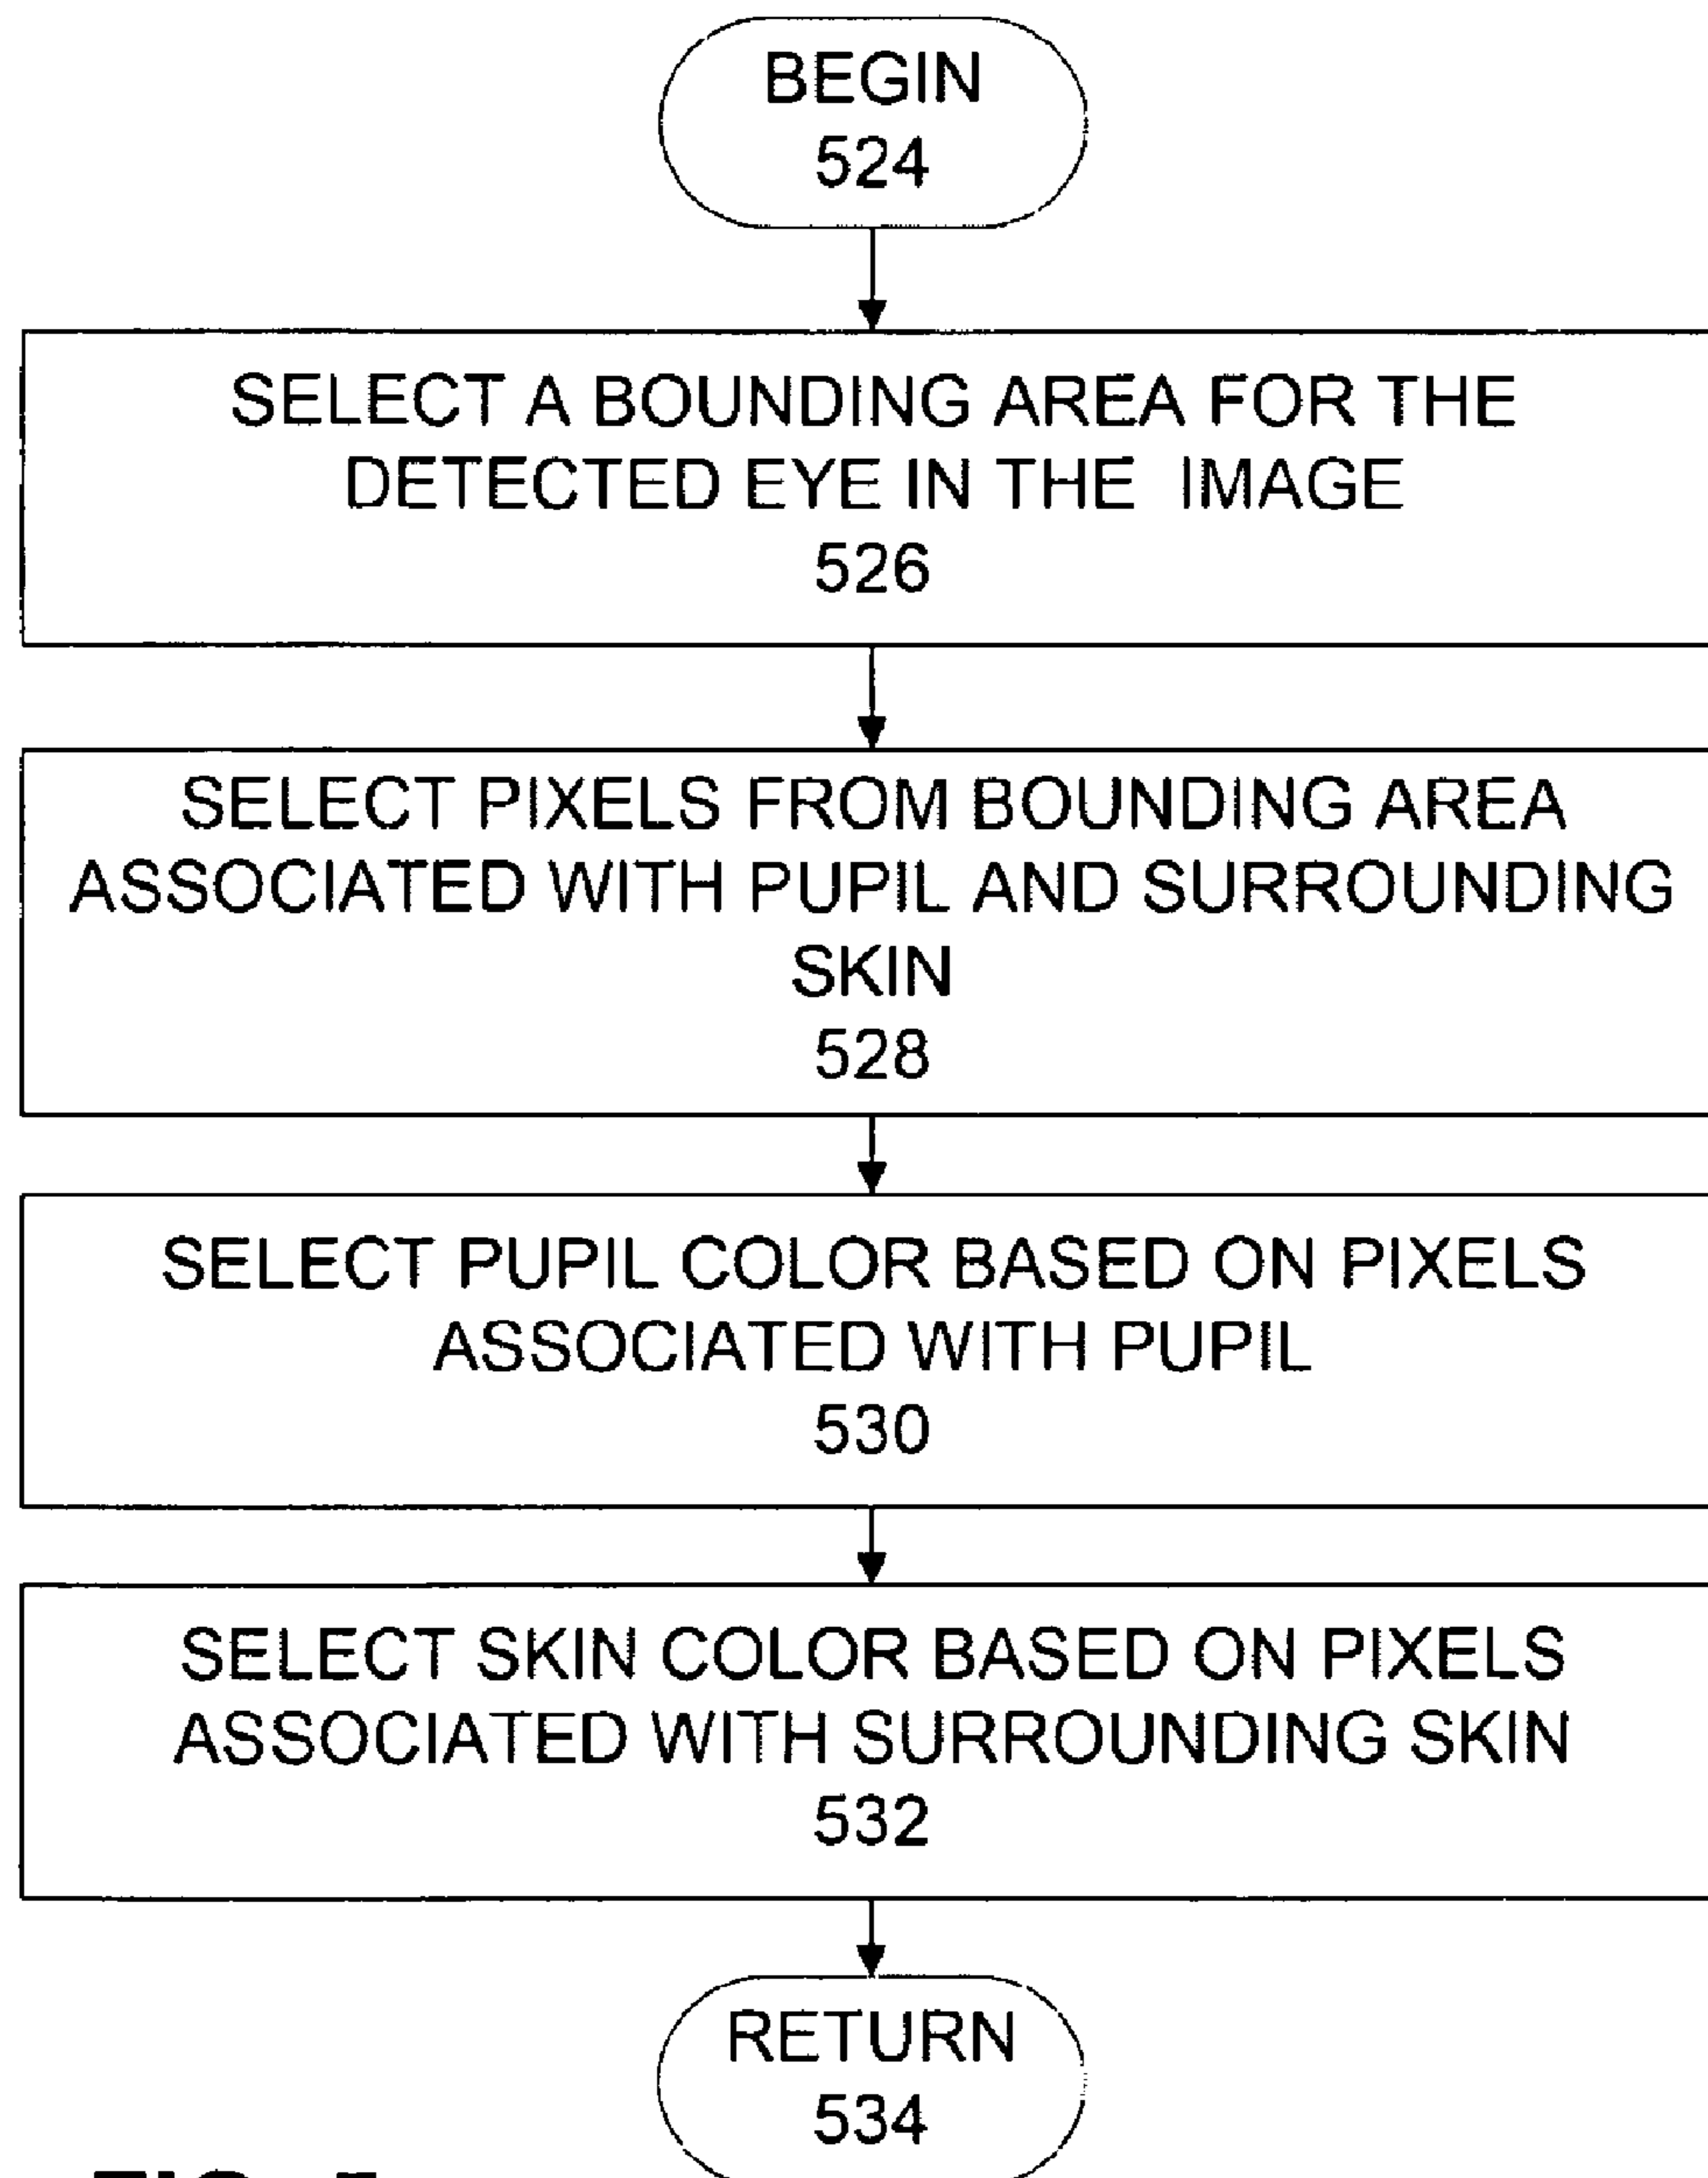 BEGIN
524
SELECT A BOUNDING AREA FOR THE
DETECTED EYE IN THE IMAGE
526
SELECT PIXELS FROM BOUNDING AREA
ASSOCIATED WITH PUPIL AND SURROUNDING
SKIN
528
SELECT PUPIL COLOR BASED ON PIXELS
ASSOCIATED WITH PUPIL
530
SELECT SKIN COLOR BASED ON PIXELS
ASSOCIATED WITH SURROUNDING SKIN
532
RETURN
534